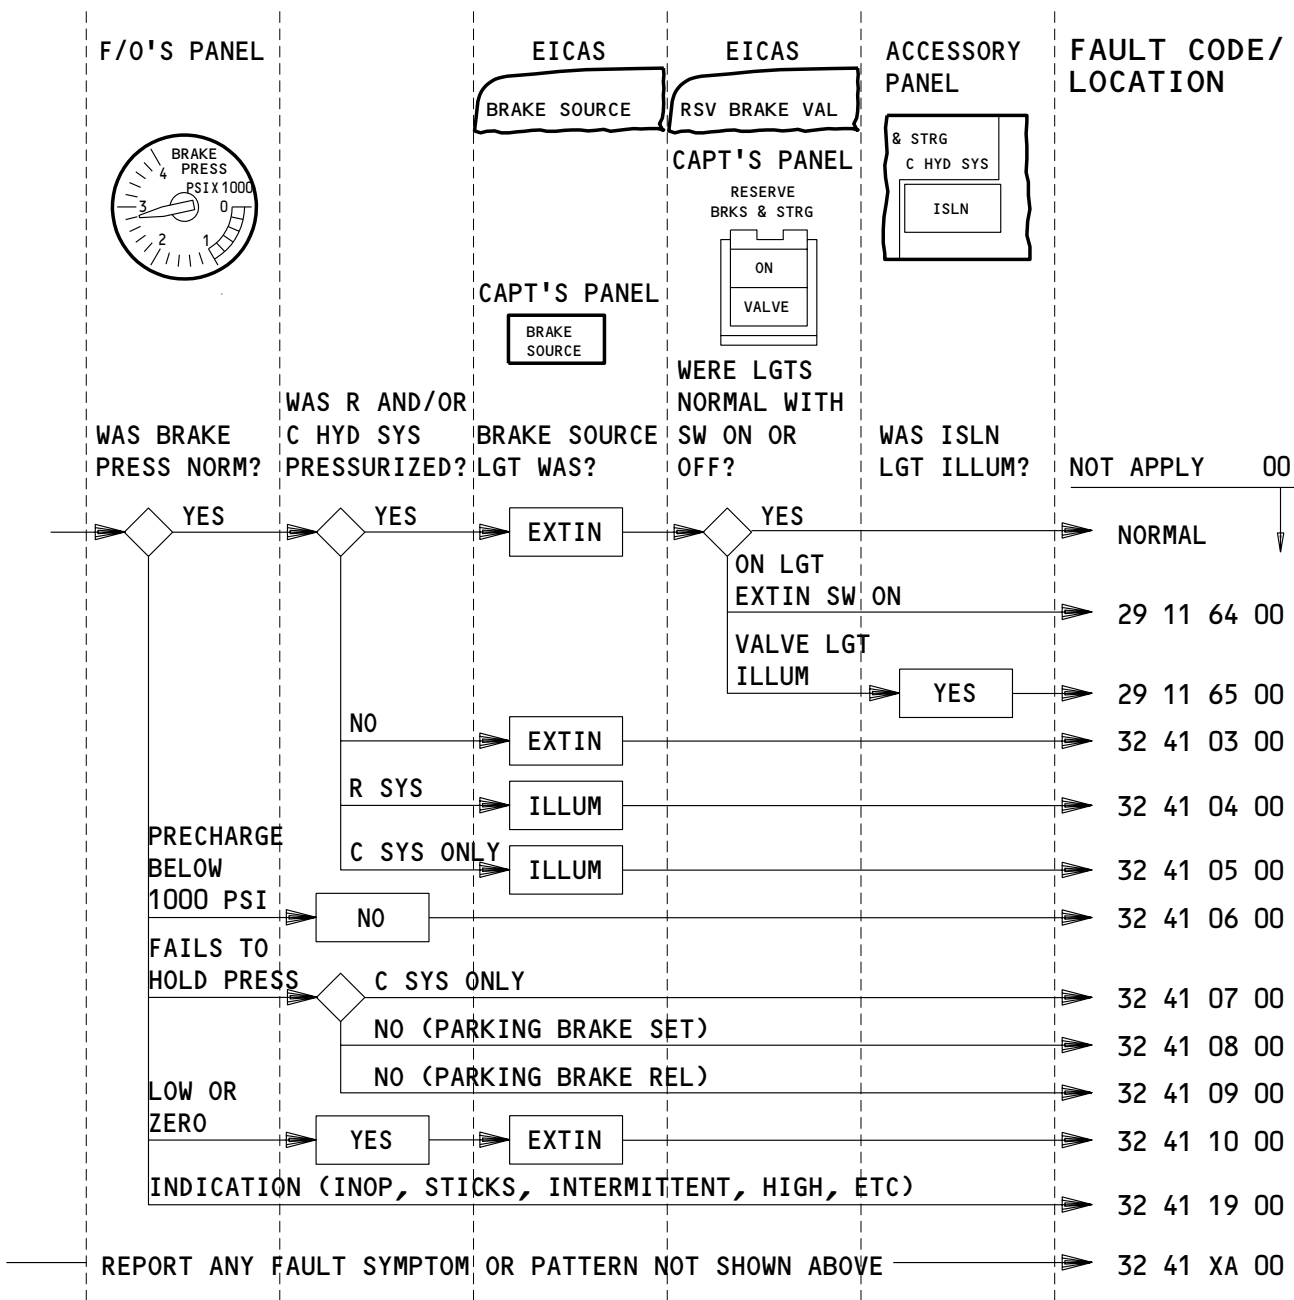 F/O'S PANEL
BRAKE
PRESS
PSIX1000
4
3
2
1
0
WAS BRAKE
PRESS NORM?
WAS R AND/OR
C HYD SYS
PRESSURIZED?
EICAS
BRAKE SOURCE
CAPT'S PANEL
BRAKE
SOURCE
BRAKE SOURCE
LGT WAS?
EICAS
RSV BRAKE VAL
CAPT'S PANEL
RESERVE
BRKS & STRG
ON
VALVE
WERE LGTS
NORMAL WITH
SW ON OR
OFF?
ACCESSORY
PANEL
& STRG
C HYD SYS
ISLN
WAS ISLN
LGT ILLUM?
FAULT CODE/
LOCATION
NOT APPLY 00
YES
YES
EXTIN
YES
NORMAL
ON LGT
EXTIN SW ON
29 11 64 00
VALVE LGT
ILLUM
YES
29 11 65 00
NO
EXTIN
32 41 03 00
R SYS
ILLUM
32 41 04 00
C SYS ONLY
ILLUM
32 41 05 00
PRECHARGE
BELOW
1000 PSI
NO
32 41 06 00
FAILS TO
HOLD PRESS
C SYS ONLY
32 41 07 00
NO (PARKING BRAKE SET)
32 41 08 00
NO (PARKING BRAKE REL)
32 41 09 00
LOW OR
ZERO
YES
EXTIN
32 41 10 00
INDICATION (INOP, STICKS, INTERMITTENT, HIGH, ETC)
32 41 19 00
REPORT ANY FAULT SYMPTOM OR PATTERN NOT SHOWN ABOVE
32 41 XA 00